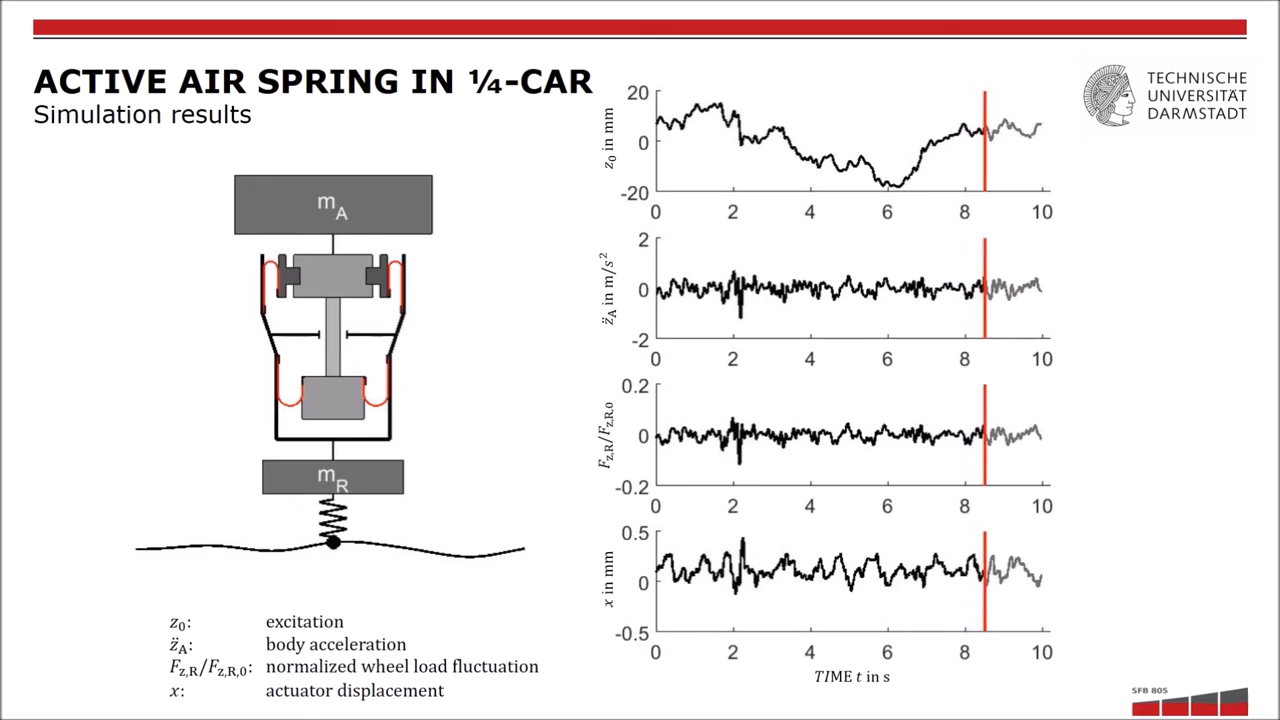 ACTIVE AIR SPRING IN ¼-CAR
Simulation results
TECHNISCHE
UNIVERSITÄT
DARMSTADT
m_A
m_R
z₀: excitation
z̈_A: body acceleration
F_z,R/F_z,R,0: normalized wheel load fluctuation
x: actuator displacement
z₀ in mm
20
0
-20
0 2 4 6 8 10
z̈_A in m/s²
2
0
-2
0 2 4 6 8 10
F_z,R/F_z,R,0
0.2
0
-0.2
0 2 4 6 8 10
x in mm
0.5
0
-0.5
0 2 4 6 8 10
TIME t in s
SFB 805